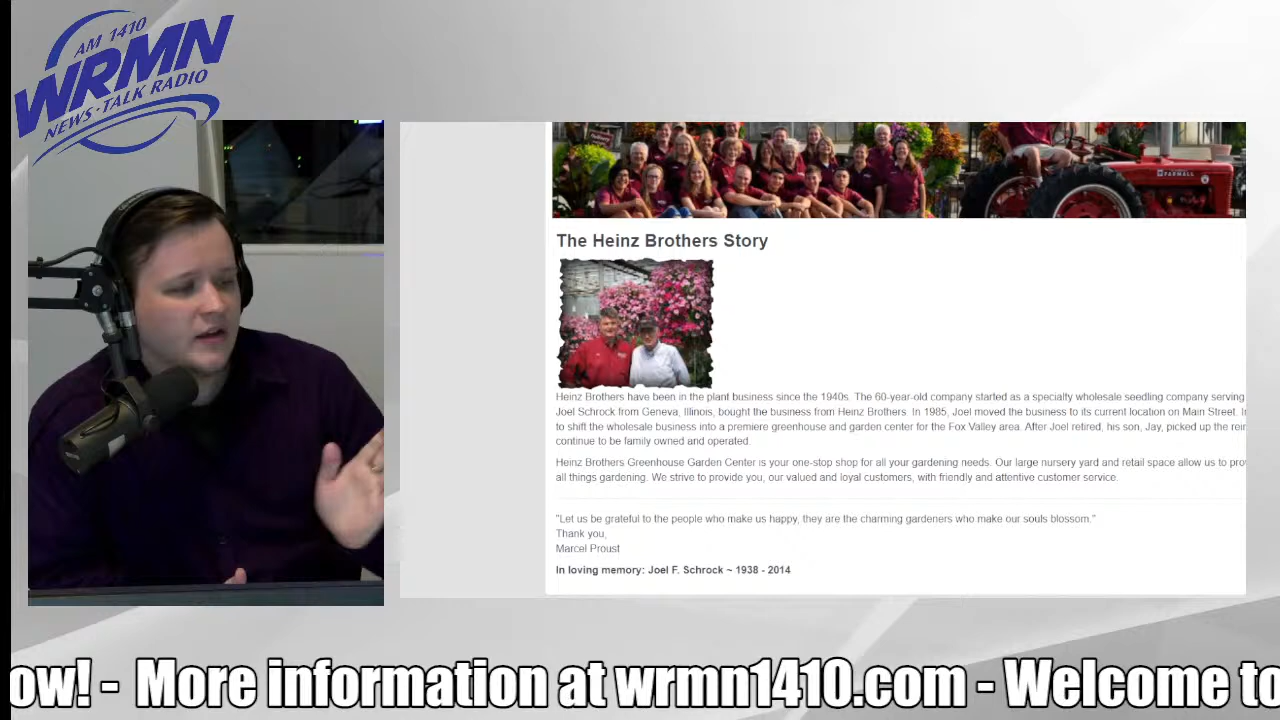 AM 1410
WRMN
NEWS-TALK RADIO
FARMALL
The Heinz Brothers Story
Heinz Brothers have been in the plant business since the 1940s. The 60-year-old company started as a specialty wholesale seedling company serving
Joel Schrock from Geneva, Illinois, bought the business from Heinz Brothers. In 1985, Joel moved the business to its current location on Main Street.
to shift the wholesale business into a premiere greenhouse and garden center for the Fox Valley area. After Joel retired, his son, Jay, picked up the
continue to be family owned and operated.
Heinz Brothers Greenhouse Garden Center is your one-stop shop for all your gardening needs. Our large nursery yard and retail space allow us to
all things gardening. We strive to provide you, our valued and loyal customers, with friendly and attentive customer service.
"Let us be grateful to the people who make us happy, they are the charming gardeners who make our souls blossom."
Thank you,
Marcel Proust
In loving memory: Joel F. Schrock ~ 1938 - 2014
ow! - More information at wrmn1410.com - Welcome to